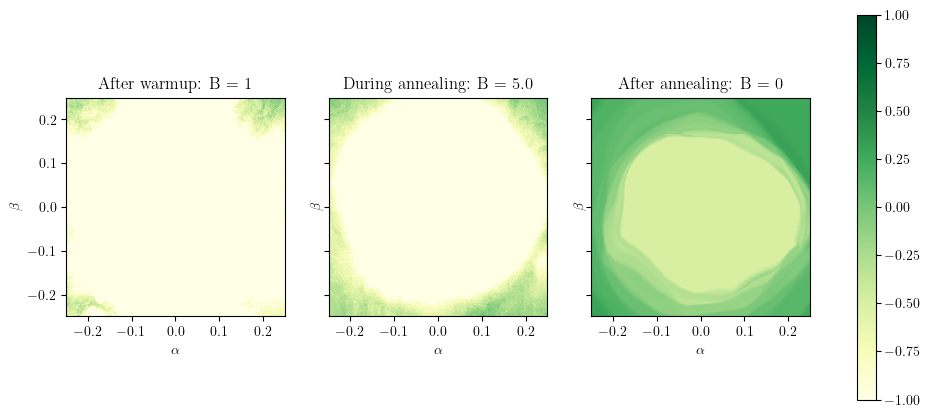 After warmup: B = 1
During annealing: B = 5.0
After annealing: B = 0
0.2
0.1
0.0
−0.1
−0.2
β
β
β
−0.2 −0.1 0.0 0.1 0.2
−0.2 −0.1 0.0 0.1 0.2
−0.2 −0.1 0.0 0.1 0.2
α
α
α
1.00
0.75
0.50
0.25
0.00
−0.25
−0.50
−0.75
−1.00